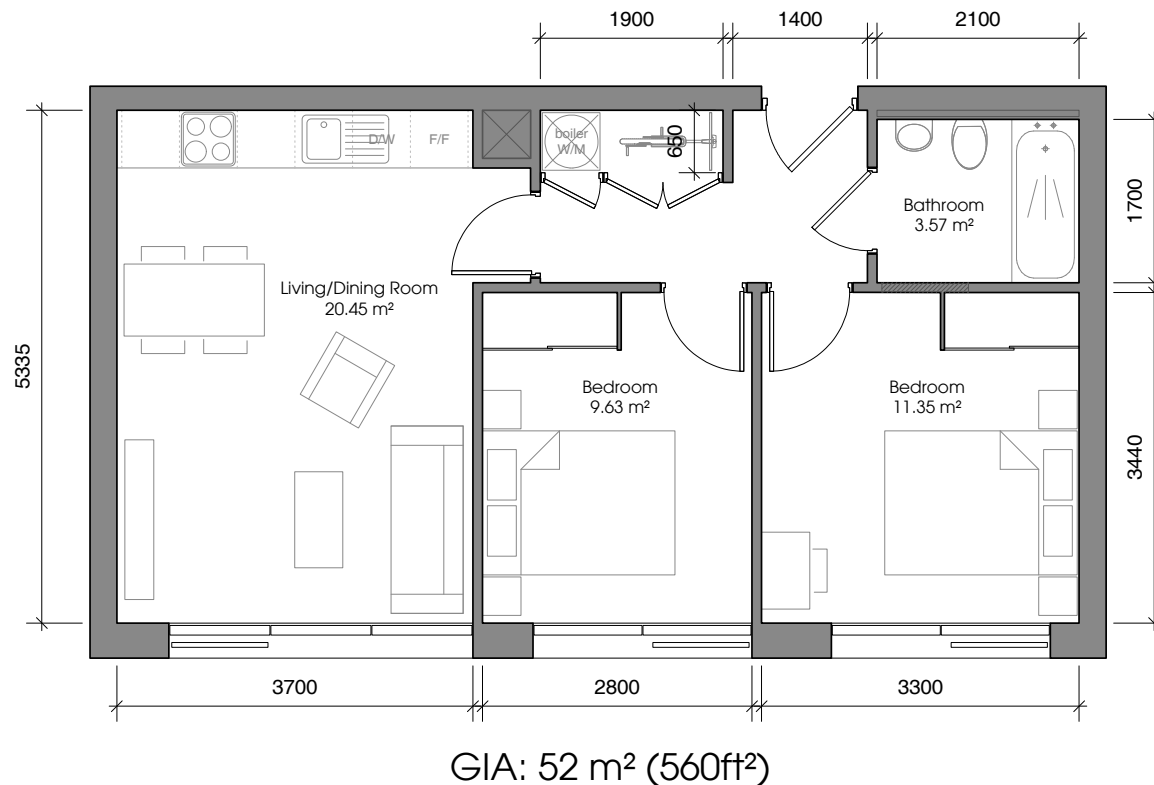 1900
1400
2100
boiler
W/M
650
D/W
F/F
Bathroom
3.57 m²
1700
Living/Dining Room
20.45 m²
5335
Bedroom
9.63 m²
Bedroom
11.35 m²
3440
3700
2800
3300
GIA: 52 m² (560ft²)